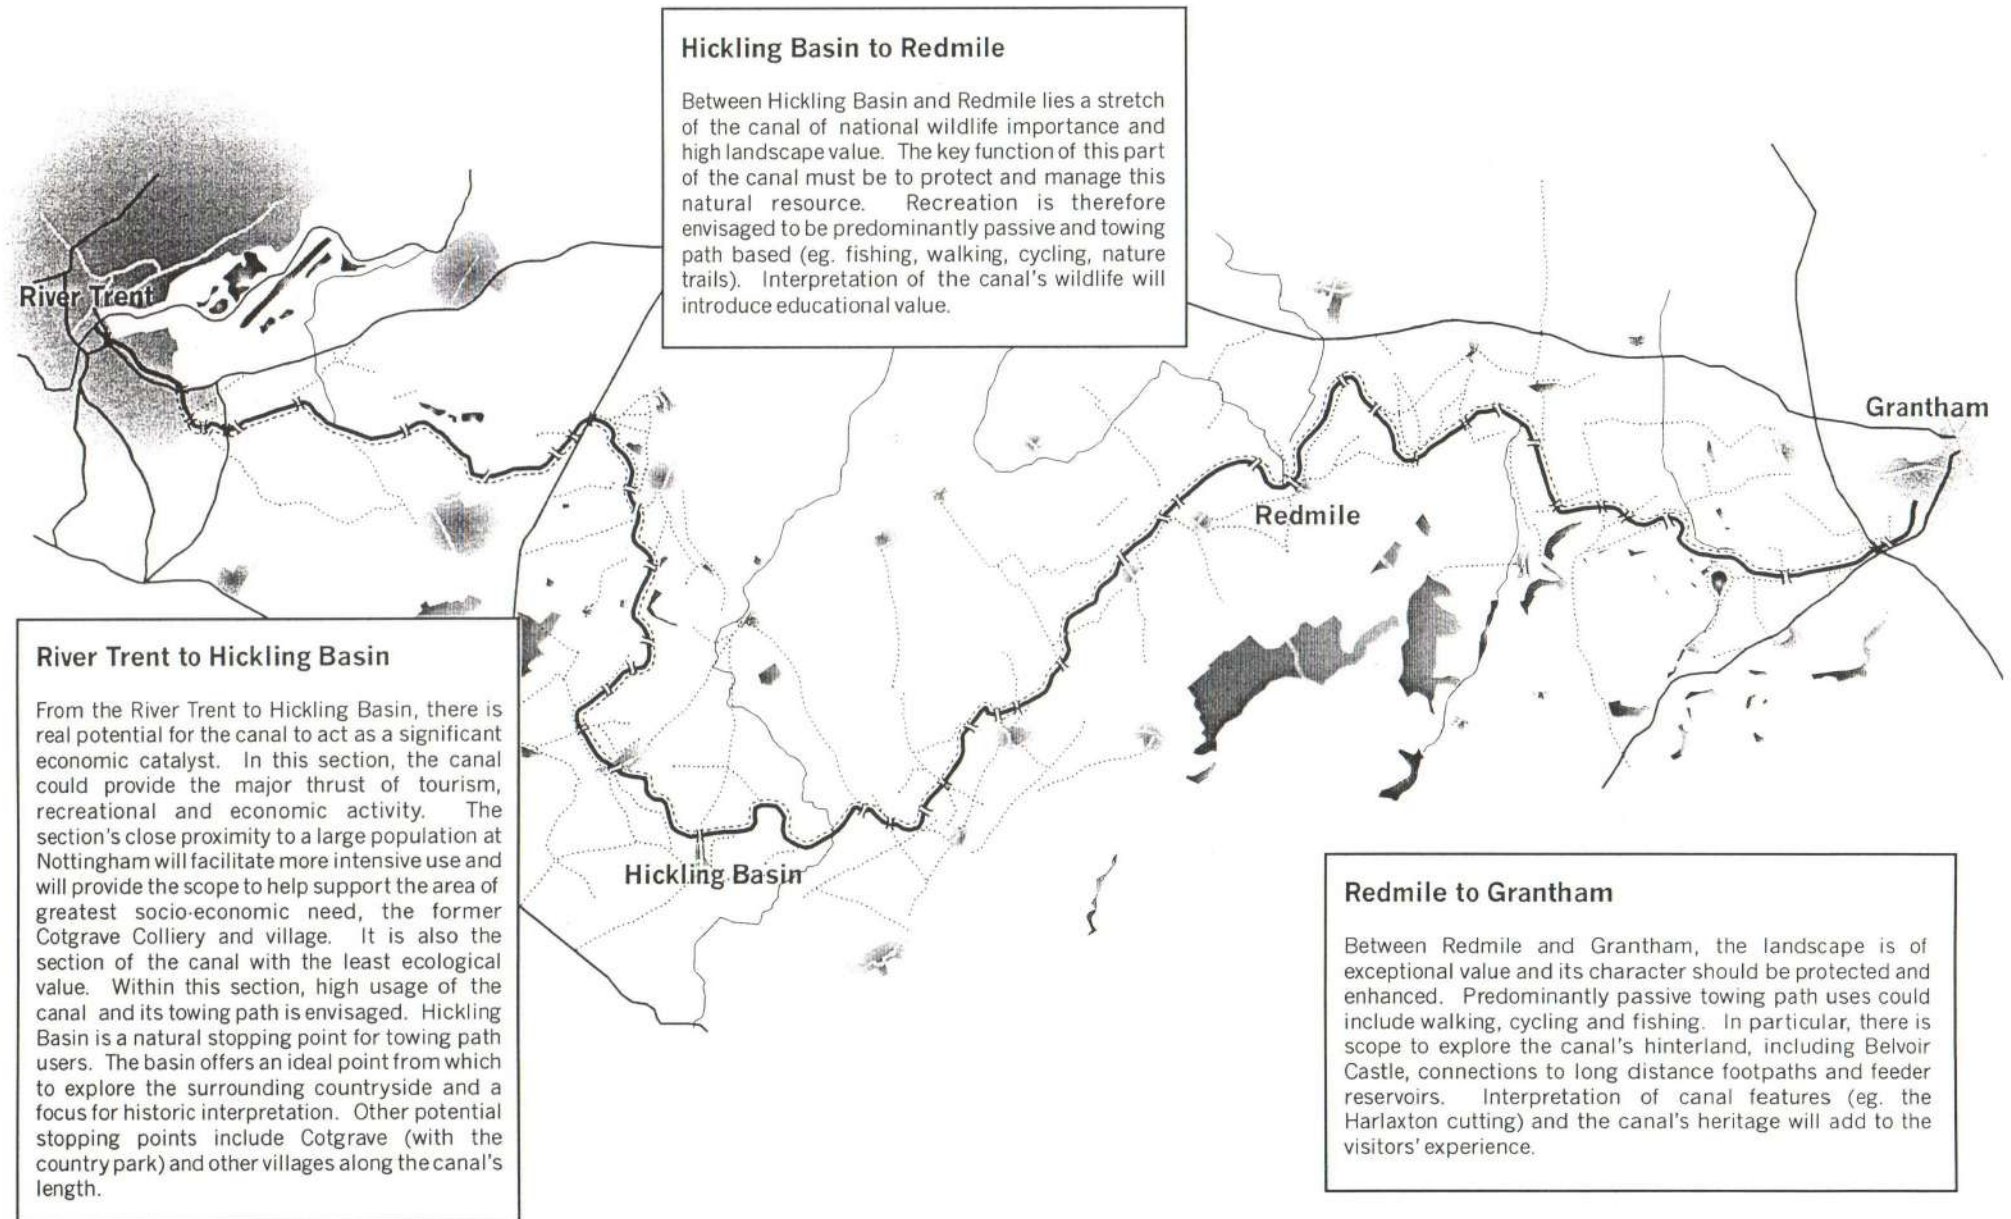 Hickling Basin to Redmile
Between Hickling Basin and Redmile lies a stretch
of the canal of national wildlife importance and
high landscape value. The key function of this part
of the canal must be to protect and manage this
natural resource. Recreation is therefore
envisaged to be predominantly passive and towing
path based (eg. fishing, walking, cycling, nature
trails). Interpretation of the canal's wildlife will
introduce educational value.
River Trent
Grantham
Redmile
River Trent to Hickling Basin
From the River Trent to Hickling Basin, there is
real potential for the canal to act as a significant
economic catalyst. In this section, the canal
could provide the major thrust of tourism,
recreational and economic activity. The
section's close proximity to a large population at
Nottingham will facilitate more intensive use and
will provide the scope to help support the area of
greatest socio-economic need, the former
Cotgrave Colliery and village. It is also the
section of the canal with the least ecological
value. Within this section, high usage of the
canal and its towing path is envisaged. Hickling
Basin is a natural stopping point for towing path
users. The basin offers an ideal point from which
to explore the surrounding countryside and a
focus for historic interpretation. Other potential
stopping points include Cotgrave (with the
country park) and other villages along the canal's
length.
Hickling Basin
Redmile to Grantham
Between Redmile and Grantham, the landscape is of
exceptional value and its character should be protected and
enhanced. Predominantly passive towing path uses could
include walking, cycling and fishing. In particular, there is
scope to explore the canal's hinterland, including Belvoir
Castle, connections to long distance footpaths and feeder
reservoirs. Interpretation of canal features (eg. the
Harlaxton cutting) and the canal's heritage will add to the
visitors' experience.